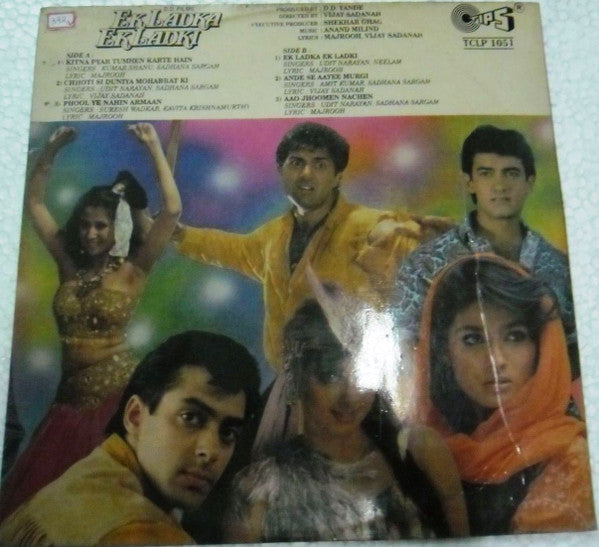 D.D. FILMS
EK LADKA
EK LADKI
PRODUCED BY : D.D. TANDE
DIRECTED BY : VIJAY SADANAH
EXECUTIVE PRODUCER : SHEKHAR GHAG
MUSIC : ANAND MILIND
LYRICS : MAJROOH, VIJAY SADANAH
TIPS ®
TCLP 1051
SIDE A :
1) KITNA PYAR TUMHEN KARTE HAIN
SINGERS : KUMAR SHANU, SADHANA SARGAM
LYRIC : MAJROOH
2) CHHOTI SI DUNIYA MOHABBAT KI
SINGERS : UDIT NARAYAN, SADHANA SARGAM
LYRIC : VIJAY SADANAH
3) PHOOL YE NAHIN ARMAAN
SINGERS : SURESH WADKAR, KAVITA KRISHNAMURTHY
LYRIC : MAJROOH
SIDE B :
1) EK LADKA EK LADKI
SINGERS : UDIT NARAYAN, NEELAM
LYRIC : MAJROOH
2) ANDE SE AAYEE MURGI
SINGERS : AMIT KUMAR, SADHANA SARGAM
LYRIC : VIJAY SADANAH
3) AAO JHOOMEN NACHEN
SINGERS : UDIT NARAYAN, SADHANA SARGAM
LYRIC : MAJROOH